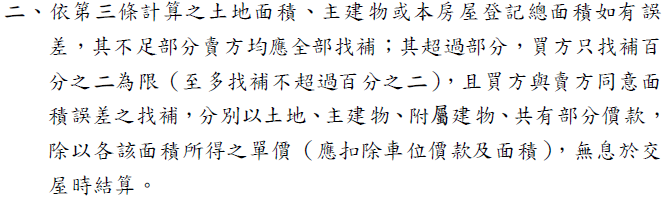 二、依第三條計算之土地面積、主建物或本房屋登記總面積如有誤
差，其不足部分賣方均應全部找補；其超過部分，買方只找補百
分之二為限（至多找補不超過百分之二），且買方與賣方同意面
積誤差之找補，分別以土地、主建物、附屬建物、共有部分價款，
除以各該面積所得之單價（應扣除車位價款及面積），無息於交
屋時結算。